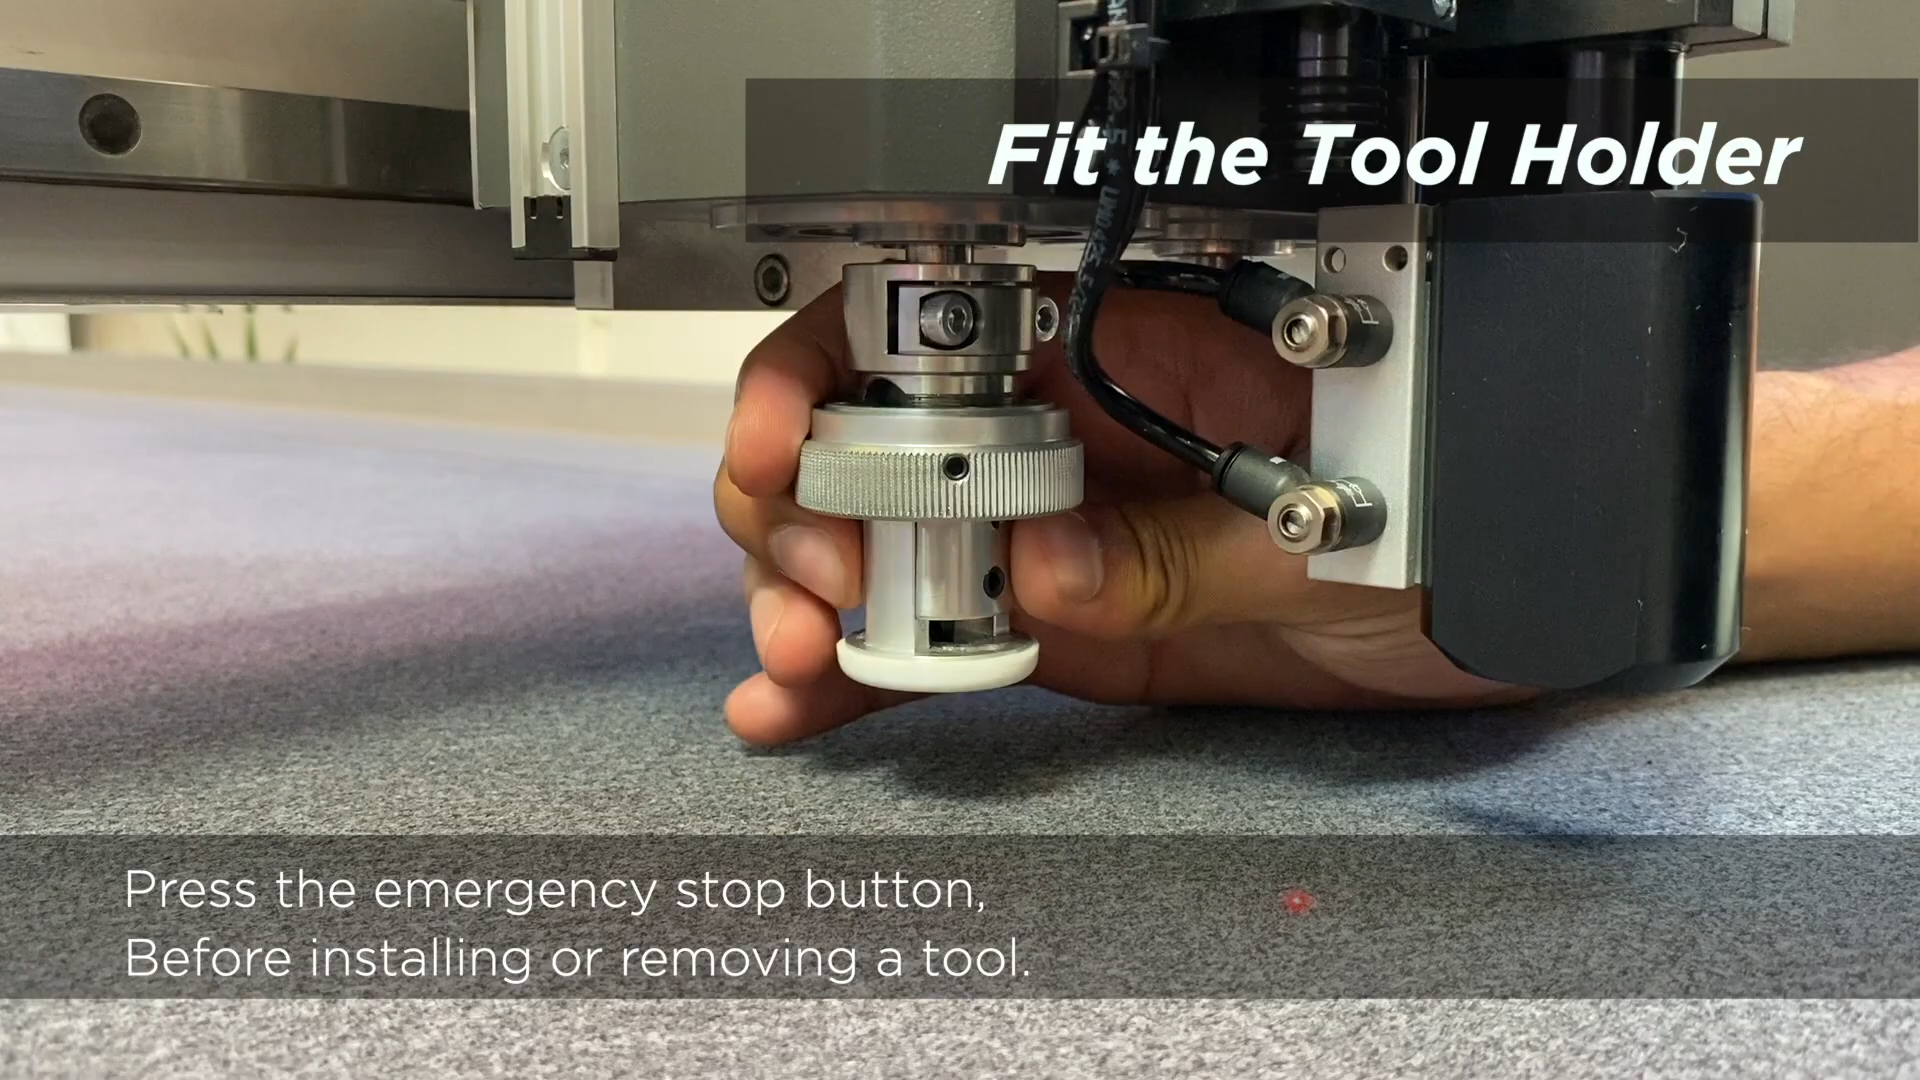 Fit the Tool Holder
Press the emergency stop button,
Before installing or removing a tool.